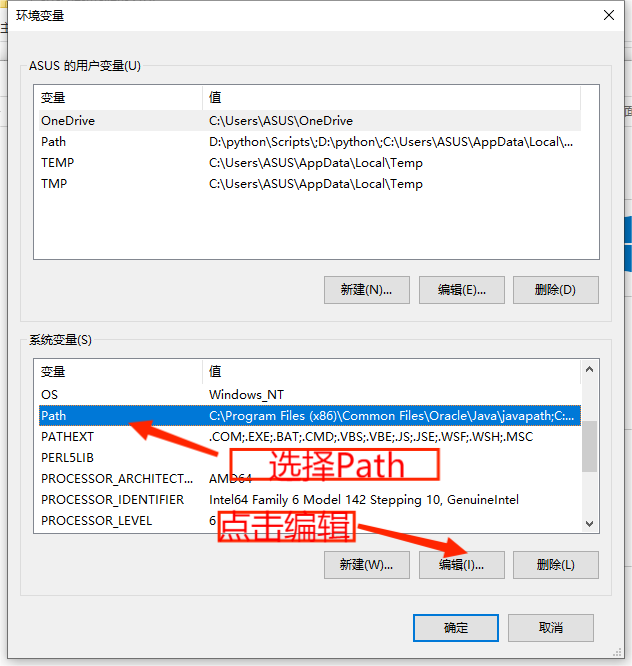 环境变量
ASUS 的用户变量(U)
变量 值
OneDrive C:\Users\ASUS\OneDrive
Path D:\python\Scripts\;D:\python\;C:\Users\ASUS\AppData\Local\...
TEMP C:\Users\ASUS\AppData\Local\Temp
TMP C:\Users\ASUS\AppData\Local\Temp
新建(N)... 编辑(E)... 删除(D)
系统变量(S)
变量 值
OS Windows_NT
Path C:\Program Files (x86)\Common Files\Oracle\Java\javapath;C:...
PATHEXT .COM;.EXE;.BAT;.CMD;.VBS;.VBE;.JS;.JSE;.WSF;.WSH;.MSC
PERL5LIB
选择Path
PROCESSOR_ARCHITECT... AMD64
PROCESSOR_IDENTIFIER Intel64 Family 6 Model 142 Stepping 10, GenuineIntel
PROCESSOR_LEVEL 6
点击编辑
新建(W)... 编辑(I)... 删除(L)
确定 取消